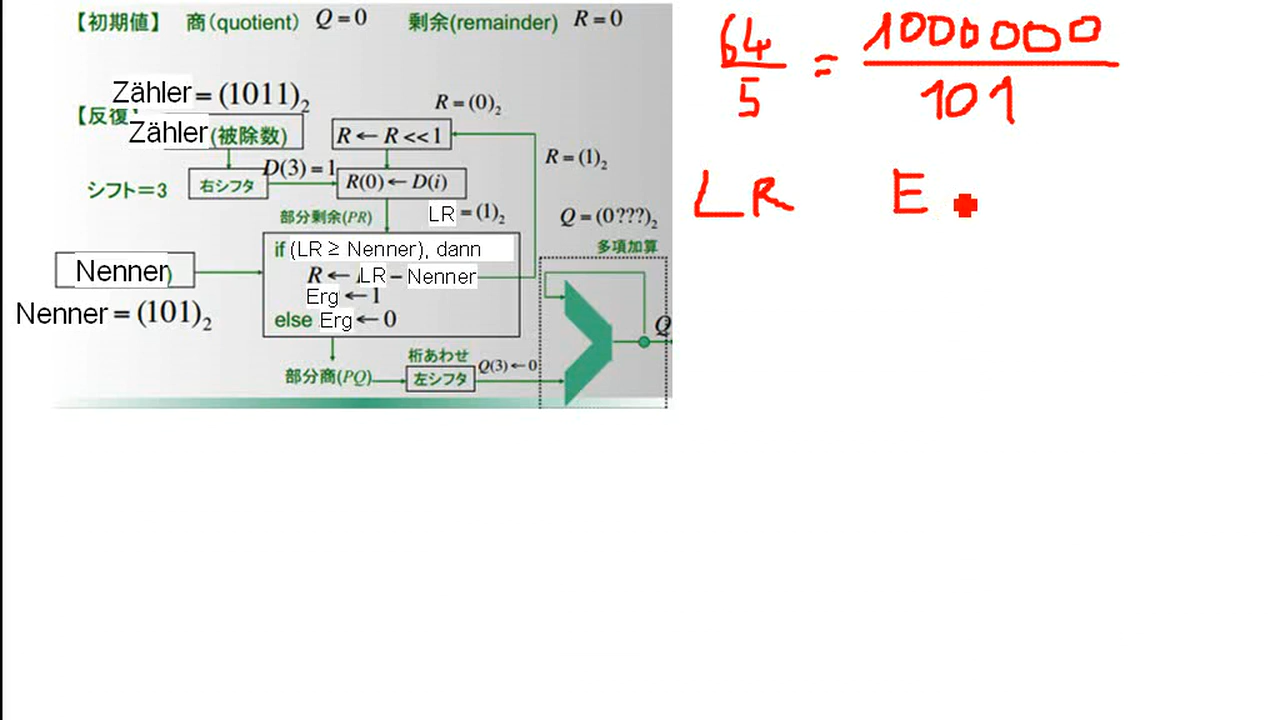 【初期値】 商(quotient) Q=0 剰余(remainder) R=0
Zähler = (1011)₂
【反復
Zähler (被除数)
R = (0)₂
R ← R << 1
R = (1)₂
シフト=3
右シフタ
D(3) = 1
R(0) ← D(i)
部分剰余(PR)
LR = (1)₂
Q = (0???)₂
多項加算
Nenner)
Nenner = (101)₂
if (LR ≥ Nenner), dann
R ← LR − Nenner
Erg ← 1
else Erg ← 0
Q
部分商(PQ)
桁あわせ
左シフタ
Q(3) ← 0
64/5 = 1000000/101
LR E